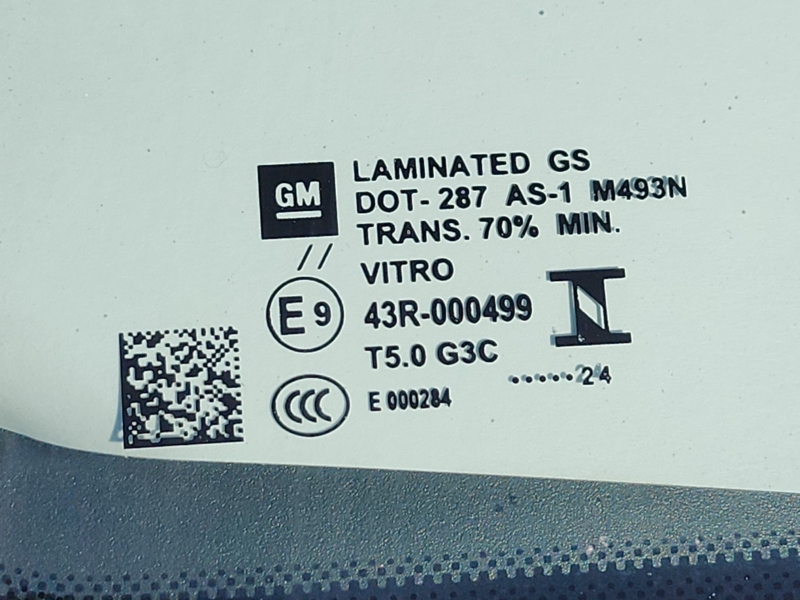 GM
LAMINATED GS
DOT- 287 AS-1 M493N
TRANS. 70% MIN.
//
VITRO
E 9
43R-000499
T5.0 G3C
CCC
E 000284
......24